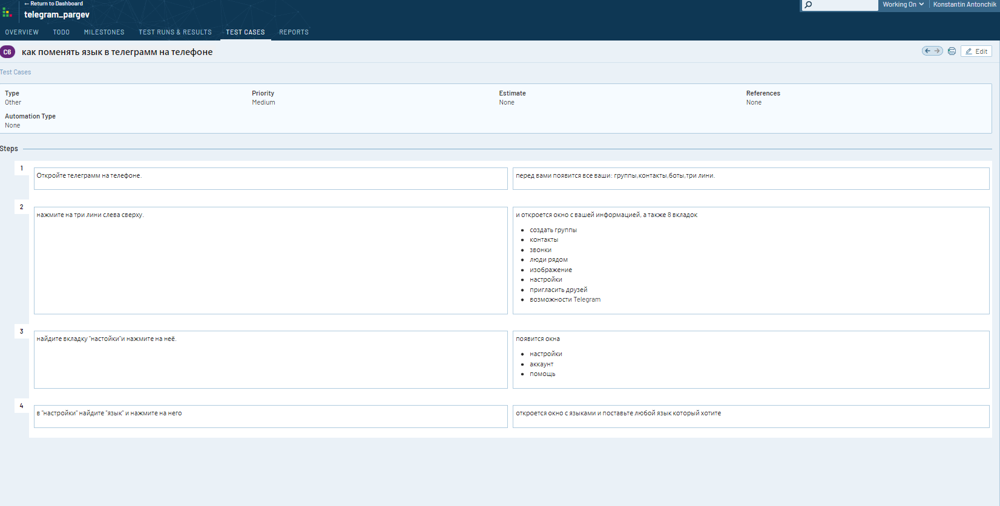 ← Return to Dashboard
telegram_pargev
Working On
Konstantin Antonchik
OVERVIEW TODO MILESTONES TEST RUNS & RESULTS TEST CASES REPORTS
C6 как поменять язык в телеграмм на телефоне
Edit
Test Cases
Type Priority Estimate References
Other Medium None None
Automation Type
None
Steps
1
Откройте телеграмм на телефоне.
перед вами появится все ваши: группы,контакты,боты,три лини.
2
нажмите на три лини слева сверху.
и откроется окно с вашей информацией, а также 8 вкладок
• создать группы
• контакты
• звонки
• люди рядом
• изображение
• настройки
• пригласить друзей
• возможности Telegram
3
найдите вкладку "настойки"и нажмите на неё.
появится окна
• настройки
• аккаунт
• помощь
4
в "настройки" найдите "язык" и нажмите на него
откроется окно с языками и поставьте любой язык который хотите